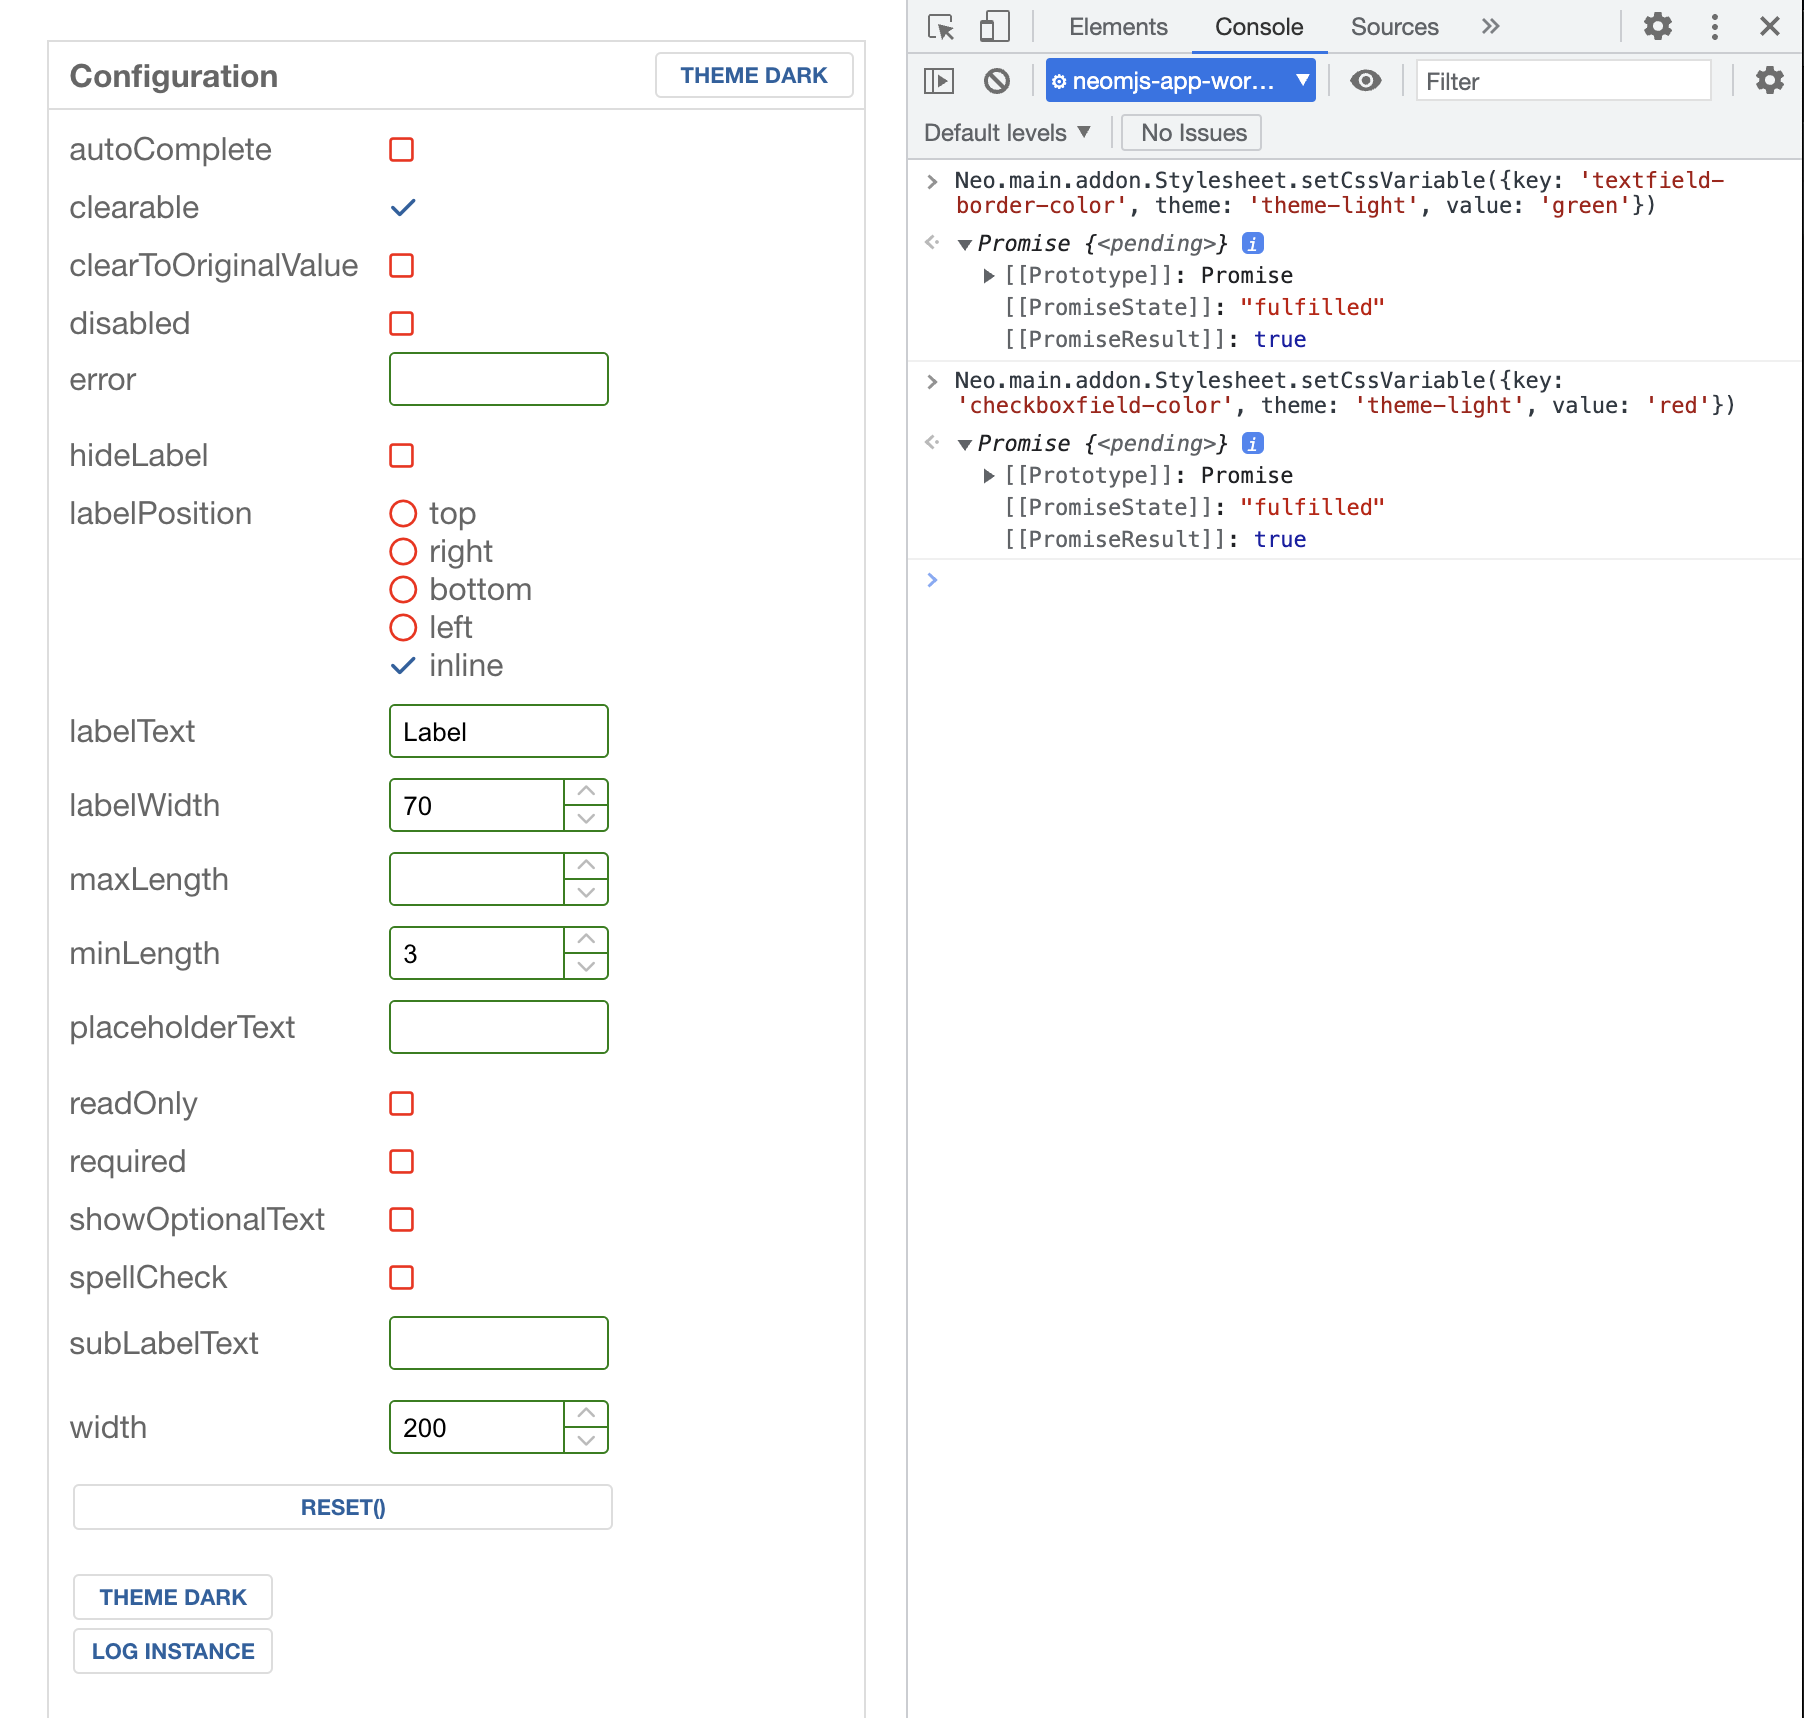 Configuration
THEME DARK
autoComplete
clearable
clearToOriginalValue
disabled
error
hideLabel
labelPosition
top
right
bottom
left
inline
labelText
Label
labelWidth
70
maxLength
minLength
3
placeholderText
readOnly
required
showOptionalText
spellCheck
subLabelText
width
200
RESET()
THEME DARK
LOG INSTANCE
Elements
Console
Sources
neomjs-app-wor...
Filter
Default levels
No Issues
Neo.main.addon.Stylesheet.setCssVariable({key: 'textfield-
border-color', theme: 'theme-light', value: 'green'})
Promise {<pending>} i
[[Prototype]]: Promise
[[PromiseState]]: "fulfilled"
[[PromiseResult]]: true
Neo.main.addon.Stylesheet.setCssVariable({key:
'checkboxfield-color', theme: 'theme-light', value: 'red'})
Promise {<pending>} i
[[Prototype]]: Promise
[[PromiseState]]: "fulfilled"
[[PromiseResult]]: true